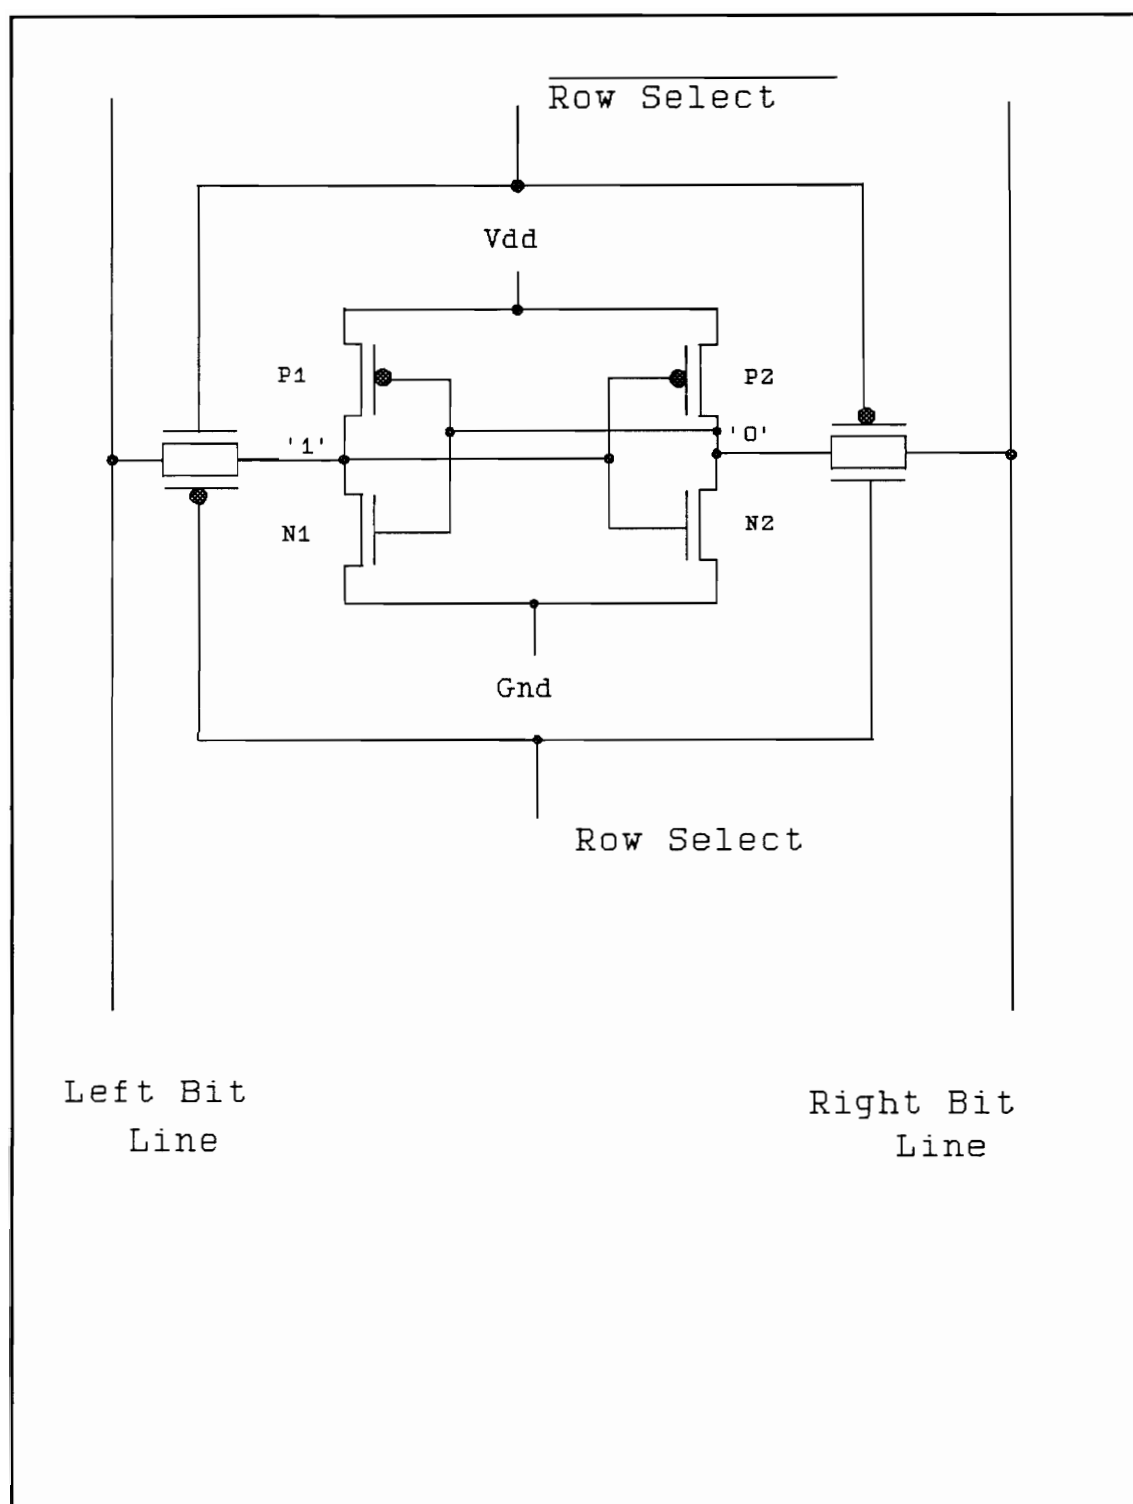 Row Select
Vdd
P1
P2
'1'
'0'
N1
N2
Gnd
Row Select
Left Bit
Line
Right Bit
Line